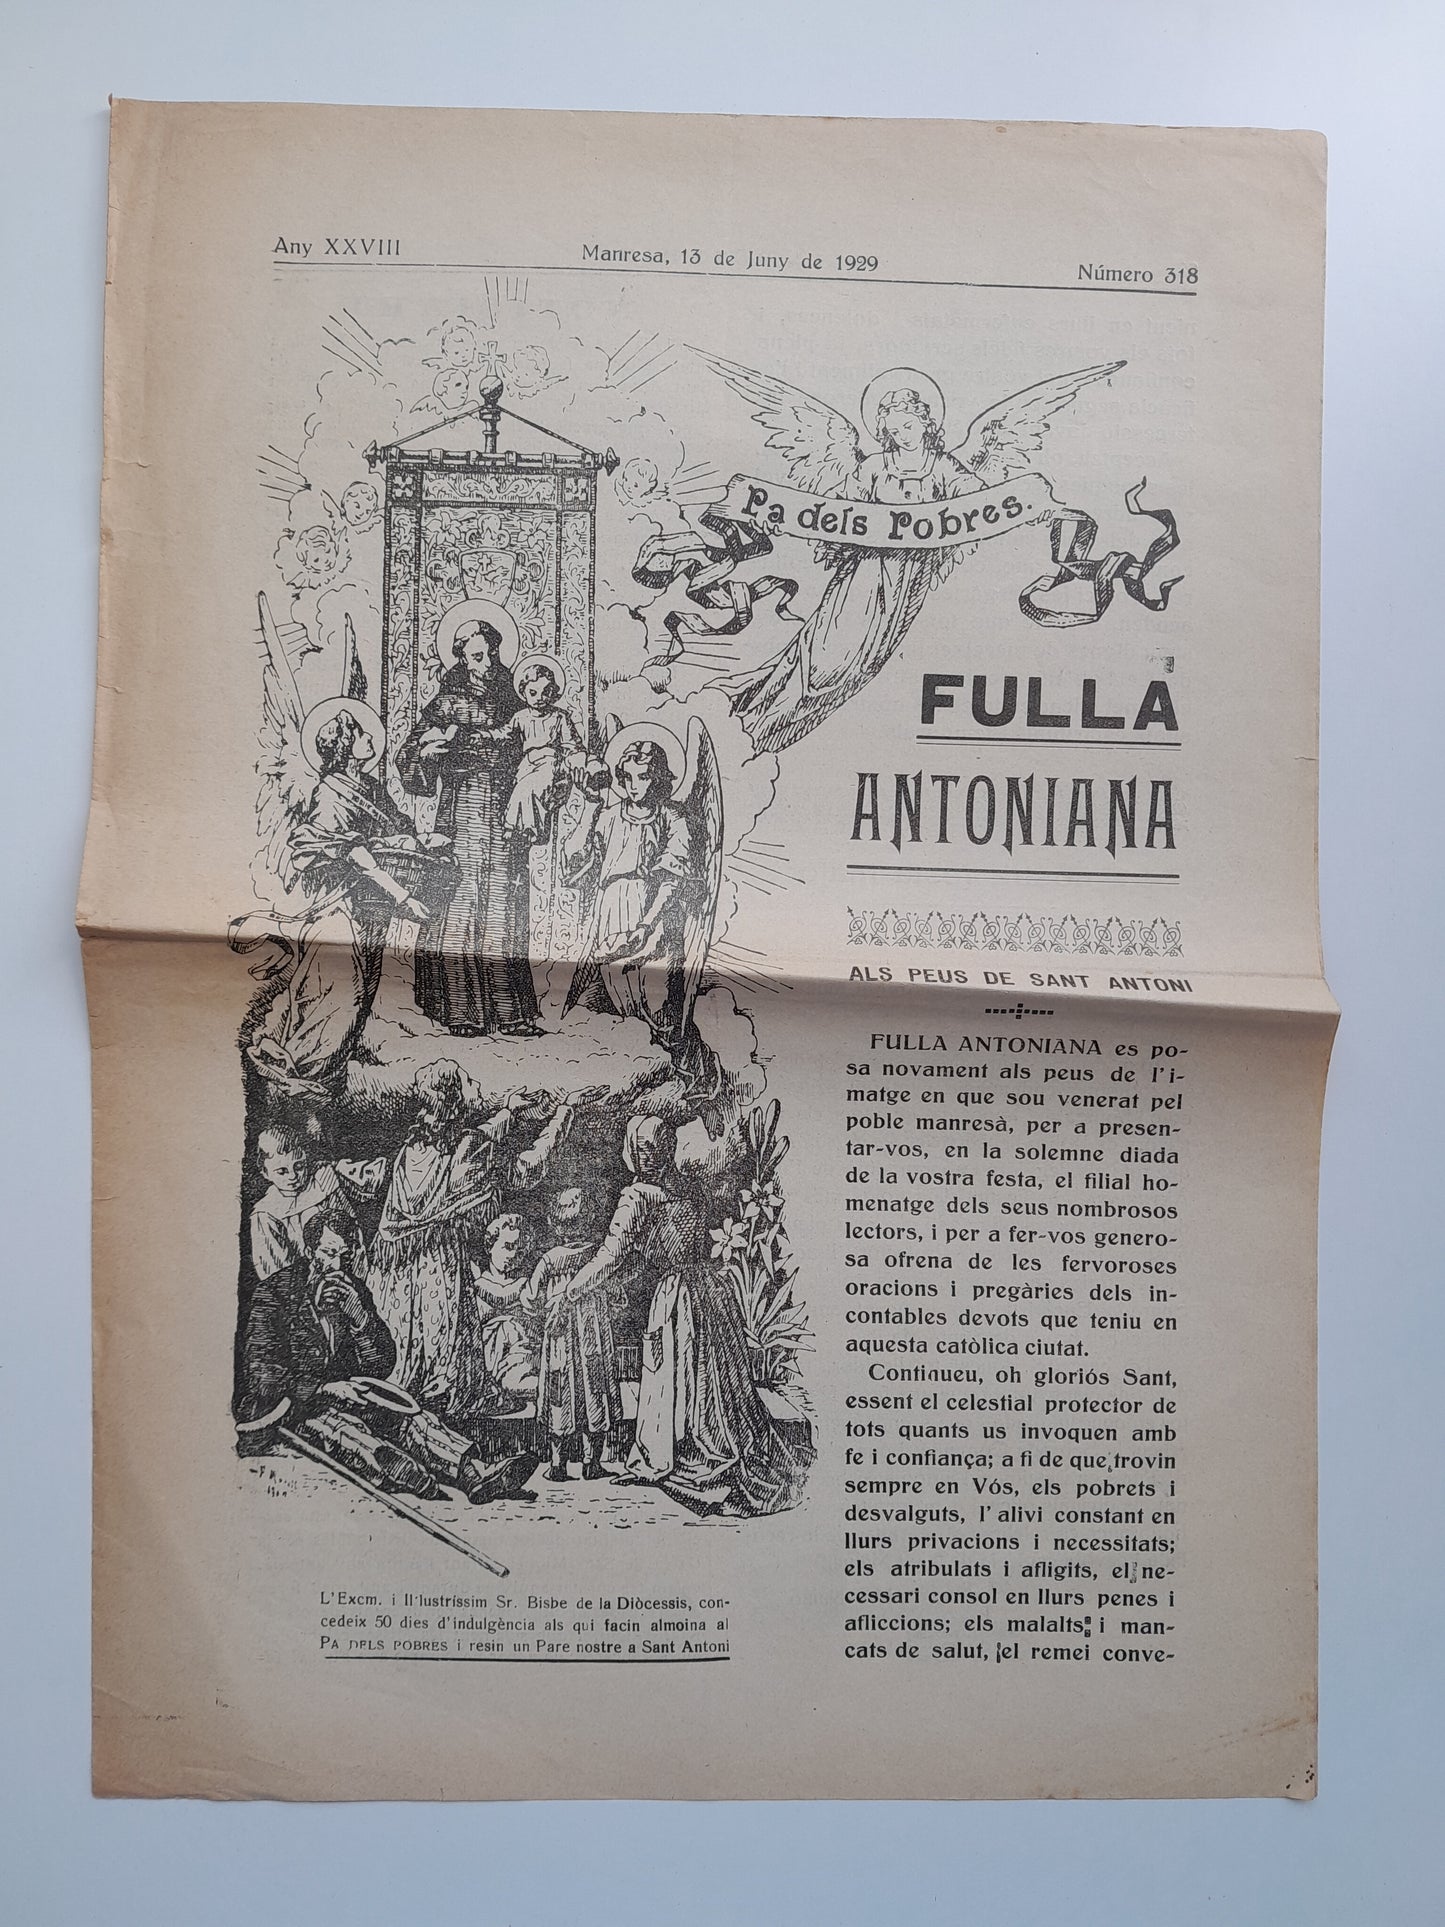 Any XXVIII
Manresa, 13 de Juny de 1929
Número 318
Pa dels Pobres.
FULLA
ANTONIANA
ALS PEUS DE SANT ANTONI
FULLA ANTONIANA es po-
sa novament als peus de l'i-
matge en que sou venerat pel
poble manresà, per a presen-
tar-vos, en la solemne diada
de la vostra festa, el filial ho-
menatge dels seus nombrosos
lectors, i per a fer-vos genero-
sa ofrena de les fervoroses
oracions i pregàries dels in-
contables devots que teniu en
aquesta catòlica ciutat.
Continueu, oh gloriós Sant,
essent el celestial protector de
tots quants us invoquen amb
fe i confiança; a fi de que trovin
sempre en Vós, els pobrets i
desvalguts, l'alivi constant en
llurs privacions i necessitats;
els atribulats i afligits, el ne-
cessari consol en llurs penes i
afliccions; els malalts i man-
cats de salut, el remei conve-
L'Excm. i Il·lustríssim Sr. Bisbe de la Diòcessis, con-
cedeix 50 dies d'indulgència als qui facin almoina al
PA DELS POBRES i resin un Pare nostre a Sant Antoni